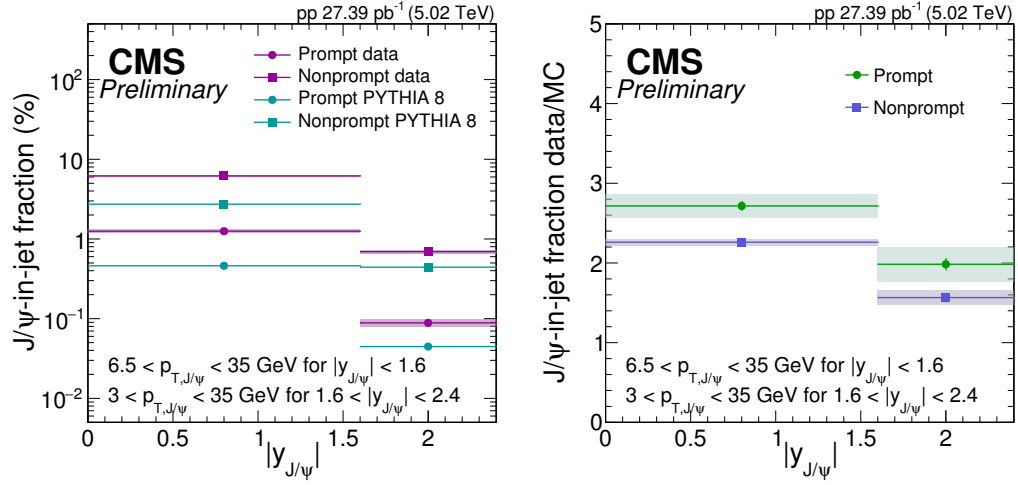 pp 27.39 pb⁻¹ (5.02 TeV)
CMS
Preliminary
Prompt data
Nonprompt data
Prompt PYTHIA 8
Nonprompt PYTHIA 8
J/ψ-in-jet fraction (%)
10²
10
1
10⁻¹
10⁻²
6.5 < p_T,J/ψ < 35 GeV for |y_J/ψ| < 1.6
3 < p_T,J/ψ < 35 GeV for 1.6 < |y_J/ψ| < 2.4
0 0.5 1 1.5 2
|y_J/ψ|
pp 27.39 pb⁻¹ (5.02 TeV)
CMS
Preliminary
Prompt
Nonprompt
J/ψ-in-jet fraction data/MC
5
4
3
2
1
0
6.5 < p_T,J/ψ < 35 GeV for |y_J/ψ| < 1.6
3 < p_T,J/ψ < 35 GeV for 1.6 < |y_J/ψ| < 2.4
0 0.5 1 1.5 2
|y_J/ψ|